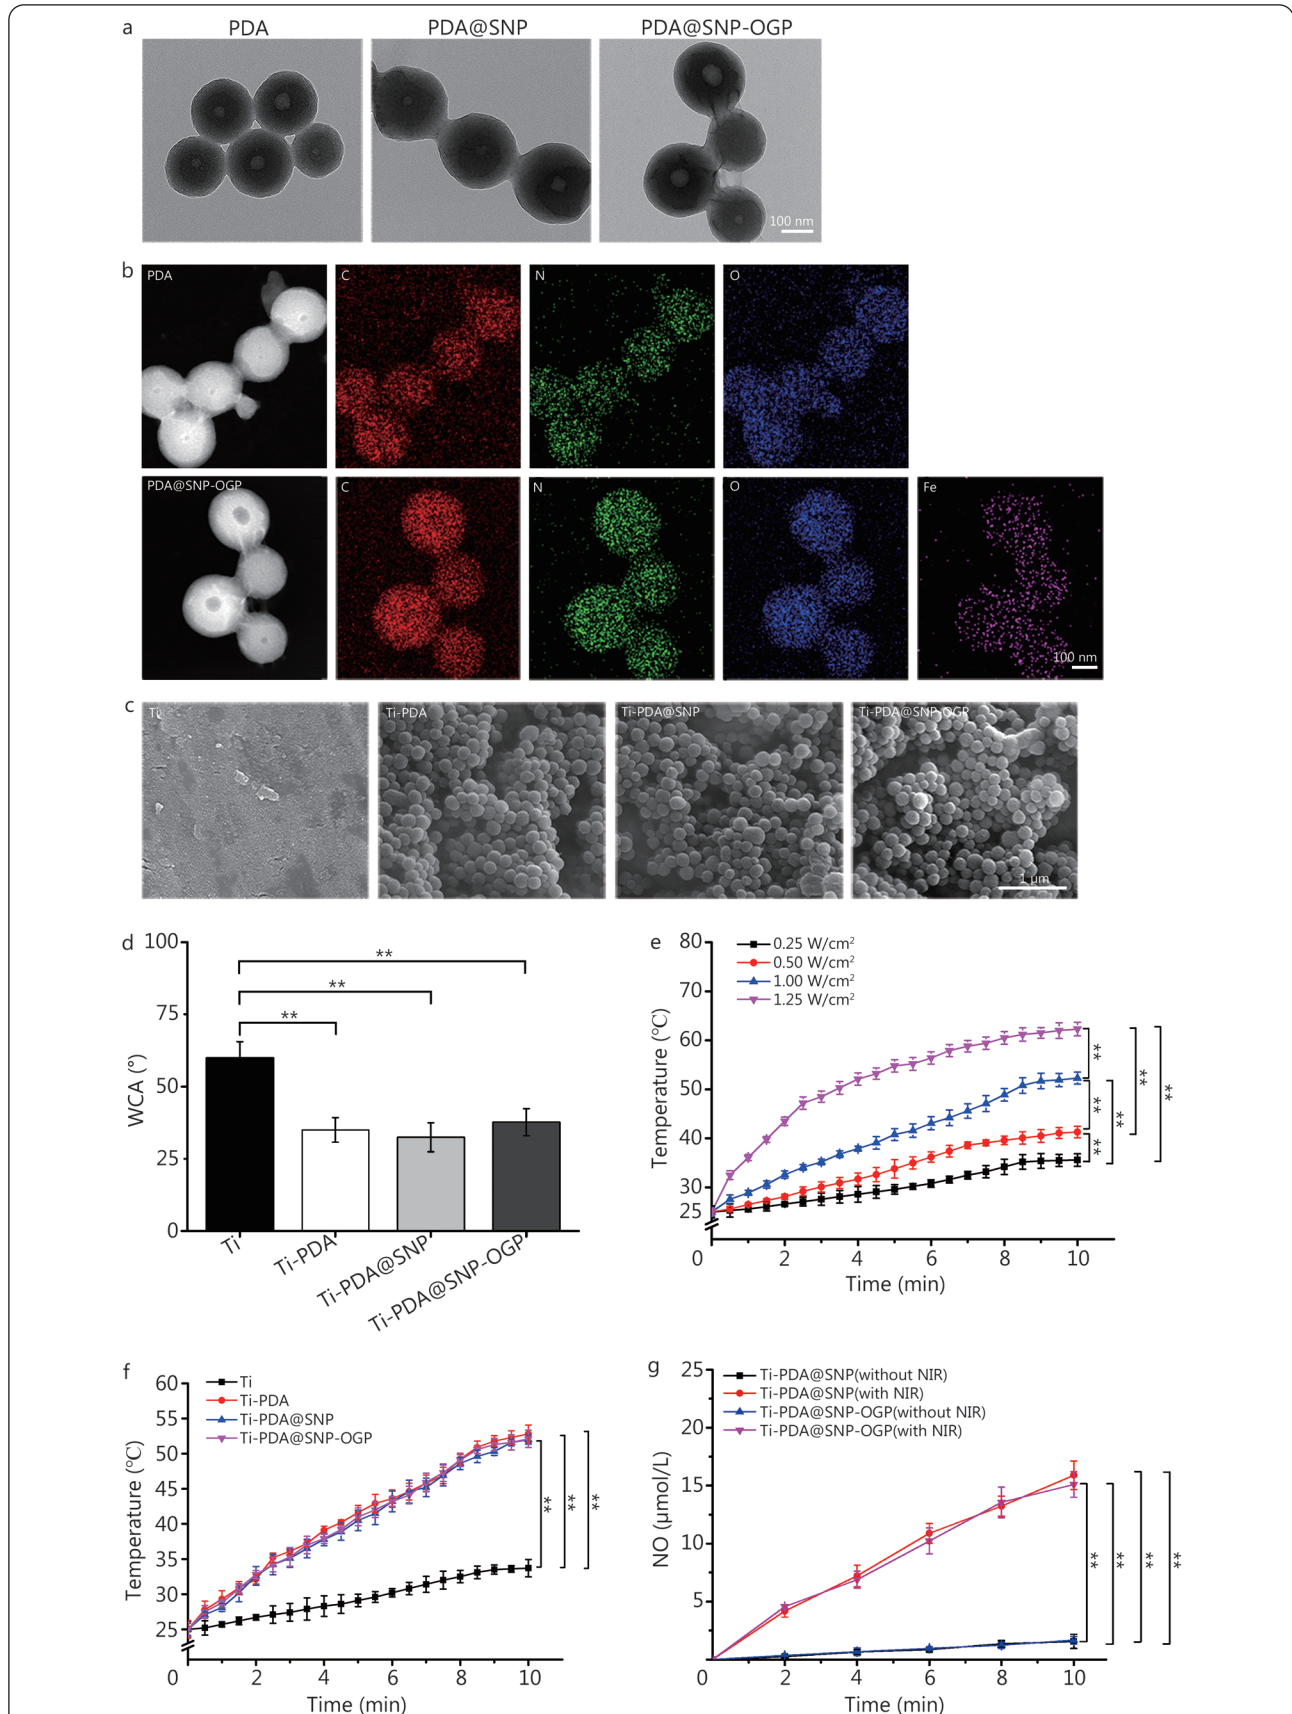 a PDA PDA@SNP PDA@SNP-OGP
100 nm
b PDA C N O
PDA@SNP-OGP C N O Fe
100 nm
c Ti Ti-PDA Ti-PDA@SNP Ti-PDA@SNP-OGP
1 μm
d
100
75
50
25
0
WCA (°)
**
**
**
Ti
Ti-PDA
Ti-PDA@SNP
Ti-PDA@SNP-OGP
e
80
70
60
50
40
30
25
Temperature (℃)
0.25 W/cm²
0.50 W/cm²
1.00 W/cm²
1.25 W/cm²
**
**
**
**
**
**
0 2 4 6 8 10
Time (min)
f
60
55
50
45
40
35
30
25
Temperature (℃)
Ti
Ti-PDA
Ti-PDA@SNP
Ti-PDA@SNP-OGP
**
**
**
0 2 4 6 8 10
Time (min)
g
25
20
15
10
5
NO (μmol/L)
Ti-PDA@SNP(without NIR)
Ti-PDA@SNP(with NIR)
Ti-PDA@SNP-OGP(without NIR)
Ti-PDA@SNP-OGP(with NIR)
**
**
**
**
0 2 4 6 8 10
Time (min)